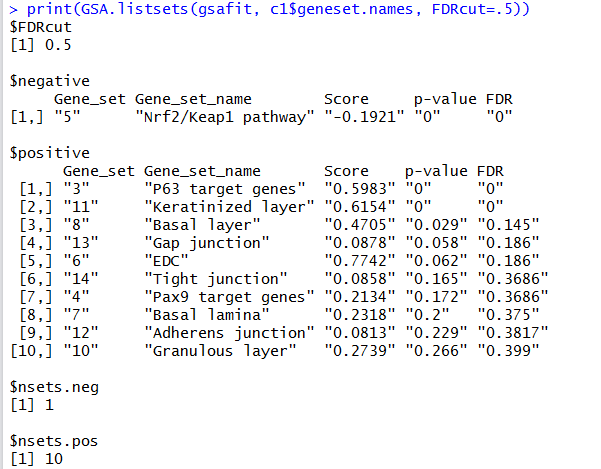 > print(GSA.listsets(gsafit, c1$geneset.names, FDRcut=.5))
$FDRcut
[1] 0.5
$negative
     Gene_set Gene_set_name         Score     p-value FDR
[1,] "5"      "Nrf2/Keap1 pathway" "-0.1921" "0"     "0"
$positive
      Gene_set Gene_set_name        Score    p-value FDR
 [1,] "3"      "P63 target genes"   "0.5983" "0"     "0"
 [2,] "11"     "Keratinized layer"  "0.6154" "0"     "0"
 [3,] "8"      "Basal layer"        "0.4705" "0.029" "0.145"
 [4,] "13"     "Gap junction"       "0.0878" "0.058" "0.186"
 [5,] "6"      "EDC"                "0.7742" "0.062" "0.186"
 [6,] "14"     "Tight junction"     "0.0858" "0.165" "0.3686"
 [7,] "4"      "Pax9 target genes"  "0.2134" "0.172" "0.3686"
 [8,] "7"      "Basal lamina"       "0.2318" "0.2"   "0.375"
 [9,] "12"     "Adherens junction"  "0.0813" "0.229" "0.3817"
[10,] "10"     "Granulous layer"    "0.2739" "0.266" "0.399"
$nsets.neg
[1] 1
$nsets.pos
[1] 10